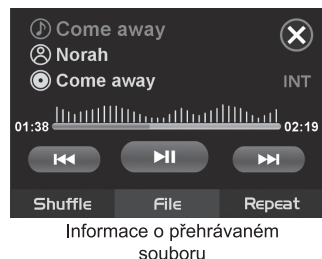 Come away
Norah
Come away
INT
01:38 02:19
Shuffle File Repeat
Informace o přehrávaném
souboru